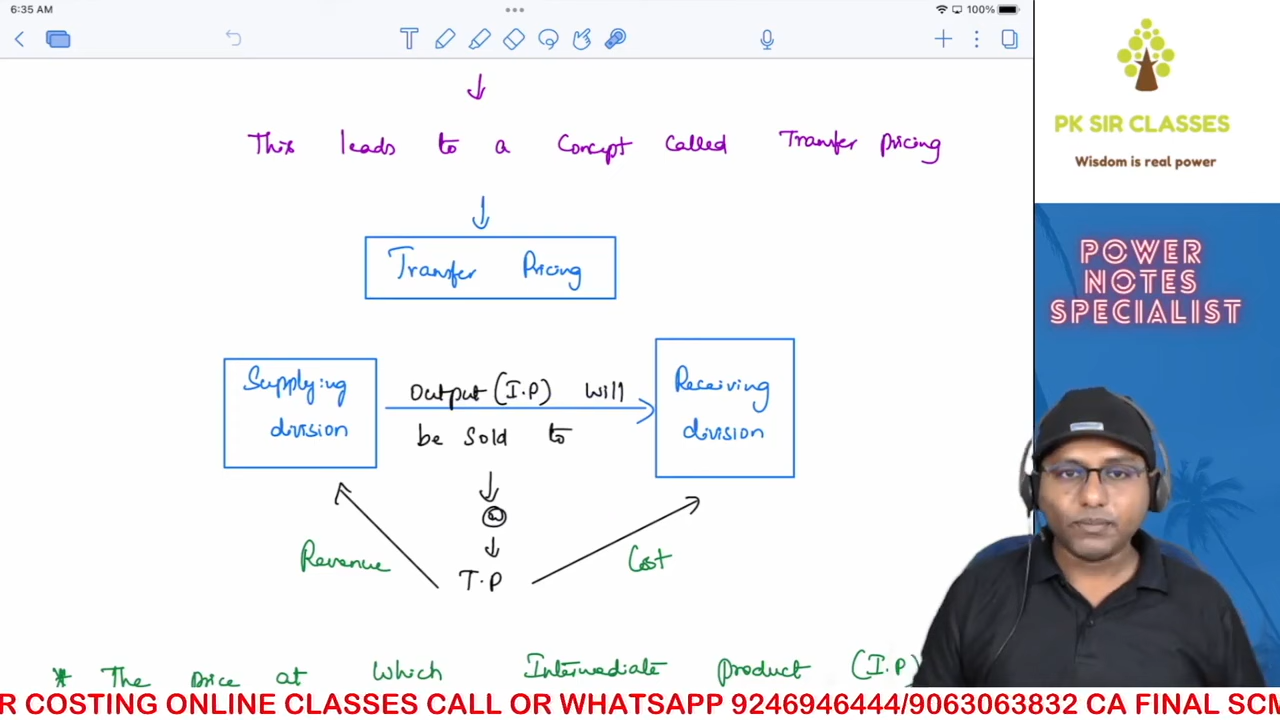 6:35 AM
100%
This leads to a Concept called Transfer pricing
Transfer Pricing
Supplying
division
Output (I.P) will
be Sold to
Receiving
division
@
T.P
Revenue
Cost
* The price at which Intermediate product (I.P)
PK SIR CLASSES
Wisdom is real power
POWER
NOTES
SPECIALIST
R COSTING ONLINE CLASSES CALL OR WHATSAPP 9246946444/9063063832 CA FINAL SCM